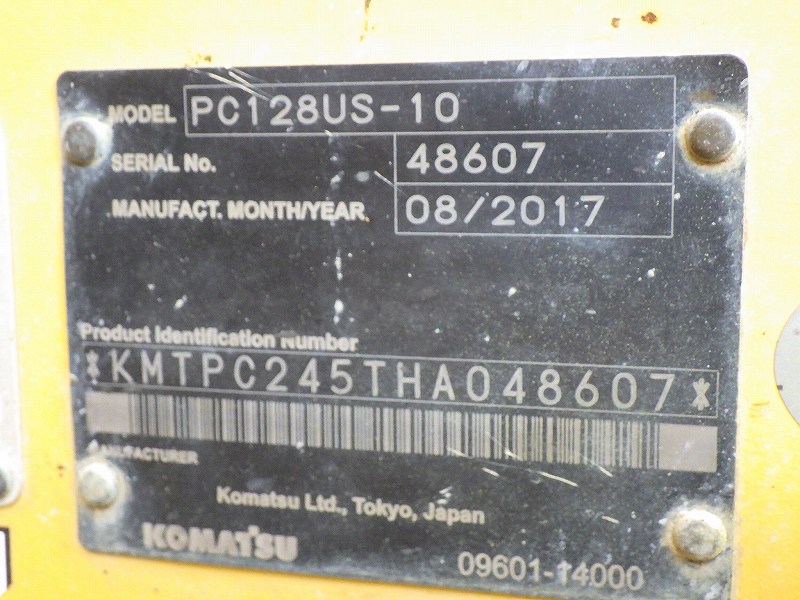 MODEL PC128US-10
SERIAL No. 48607
MANUFACT. MONTH/YEAR 08/2017
Product Identification Number
*KMTPC245THA048607*
MANUFACTURER
Komatsu Ltd., Tokyo, Japan
KOMATSU
09601-14000